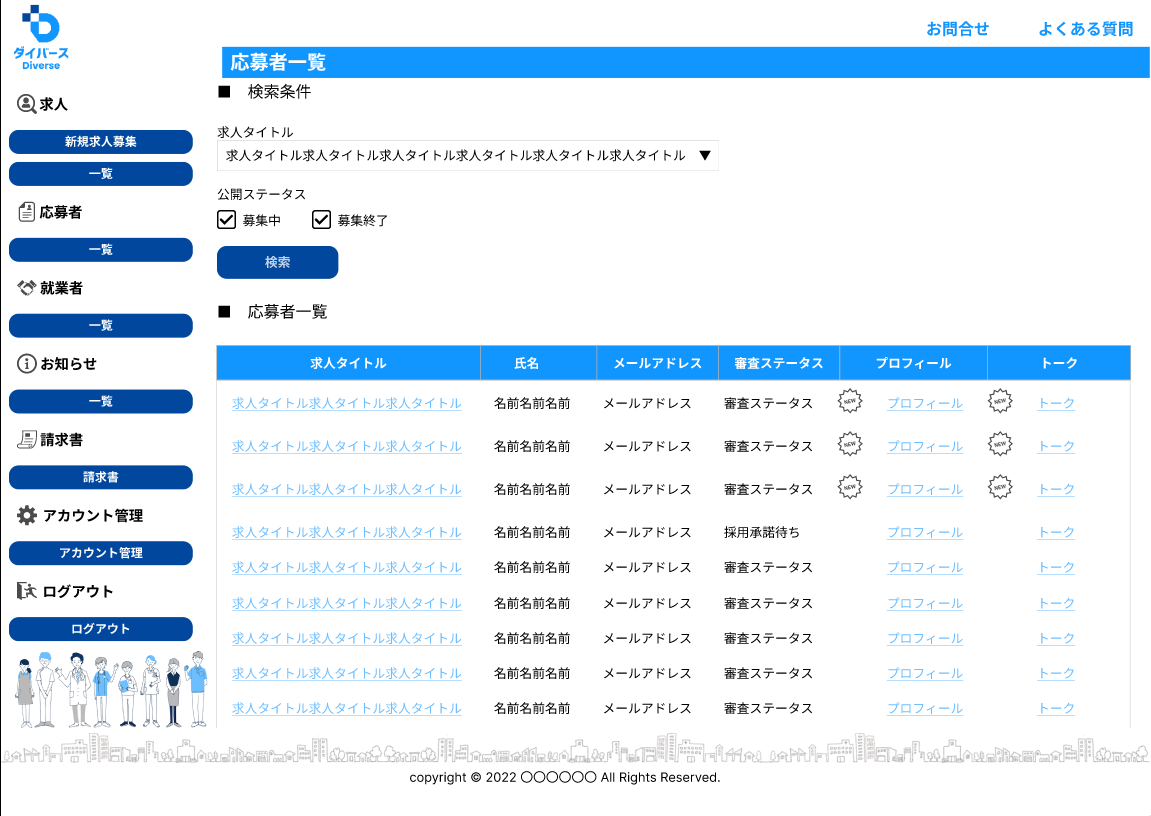 ダイバース
Diverse
お問合せ
よくある質問
応募者一覧
求人
新規求人募集
一覧
応募者
一覧
就業者
一覧
お知らせ
一覧
請求書
請求書
アカウント管理
アカウント管理
ログアウト
ログアウト
■ 検索条件
求人タイトル
求人タイトル求人タイトル求人タイトル求人タイトル求人タイトル求人タイトル ▼
公開ステータス
募集中 募集終了
検索
■ 応募者一覧
求人タイトル 氏名 メールアドレス 審査ステータス プロフィール トーク
求人タイトル求人タイトル求人タイトル 名前名前名前 メールアドレス 審査ステータス NEW プロフィール NEW トーク
求人タイトル求人タイトル求人タイトル 名前名前名前 メールアドレス 審査ステータス NEW プロフィール NEW トーク
求人タイトル求人タイトル求人タイトル 名前名前名前 メールアドレス 審査ステータス NEW プロフィール NEW トーク
求人タイトル求人タイトル求人タイトル 名前名前名前 メールアドレス 採用承諾待ち プロフィール トーク
求人タイトル求人タイトル求人タイトル 名前名前名前 メールアドレス 審査ステータス プロフィール トーク
求人タイトル求人タイトル求人タイトル 名前名前名前 メールアドレス 審査ステータス プロフィール トーク
求人タイトル求人タイトル求人タイトル 名前名前名前 メールアドレス 審査ステータス プロフィール トーク
求人タイトル求人タイトル求人タイトル 名前名前名前 メールアドレス 審査ステータス プロフィール トーク
求人タイトル求人タイトル求人タイトル 名前名前名前 メールアドレス 審査ステータス プロフィール トーク
copyright © 2022 〇〇〇〇〇〇 All Rights Reserved.